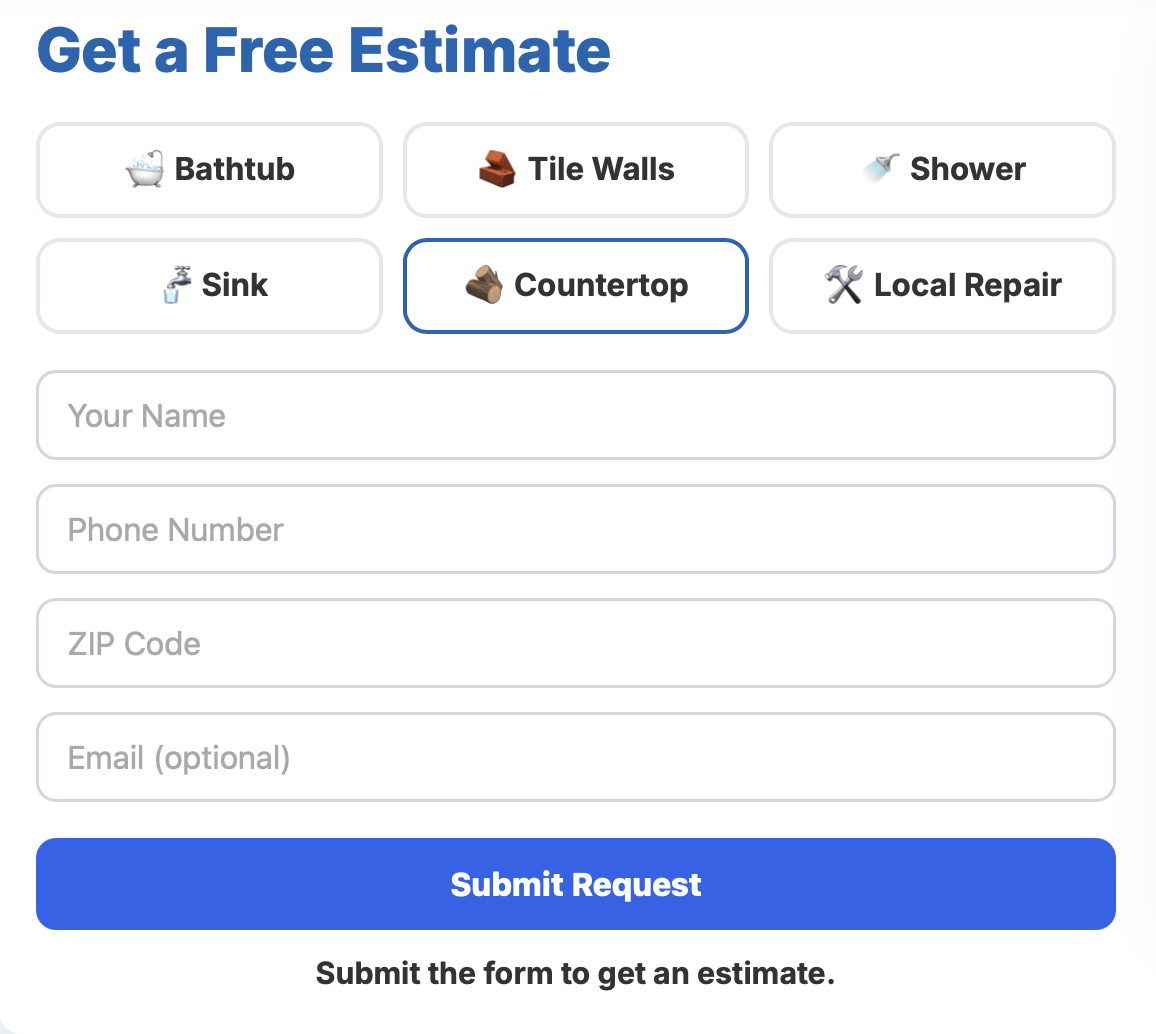 Get a Free Estimate
🛁 Bathtub 🧱 Tile Walls 🚿 Shower
🚰 Sink 🪵 Countertop 🛠️ Local Repair
Your Name
Phone Number
ZIP Code
Email (optional)
Submit Request
Submit the form to get an estimate.